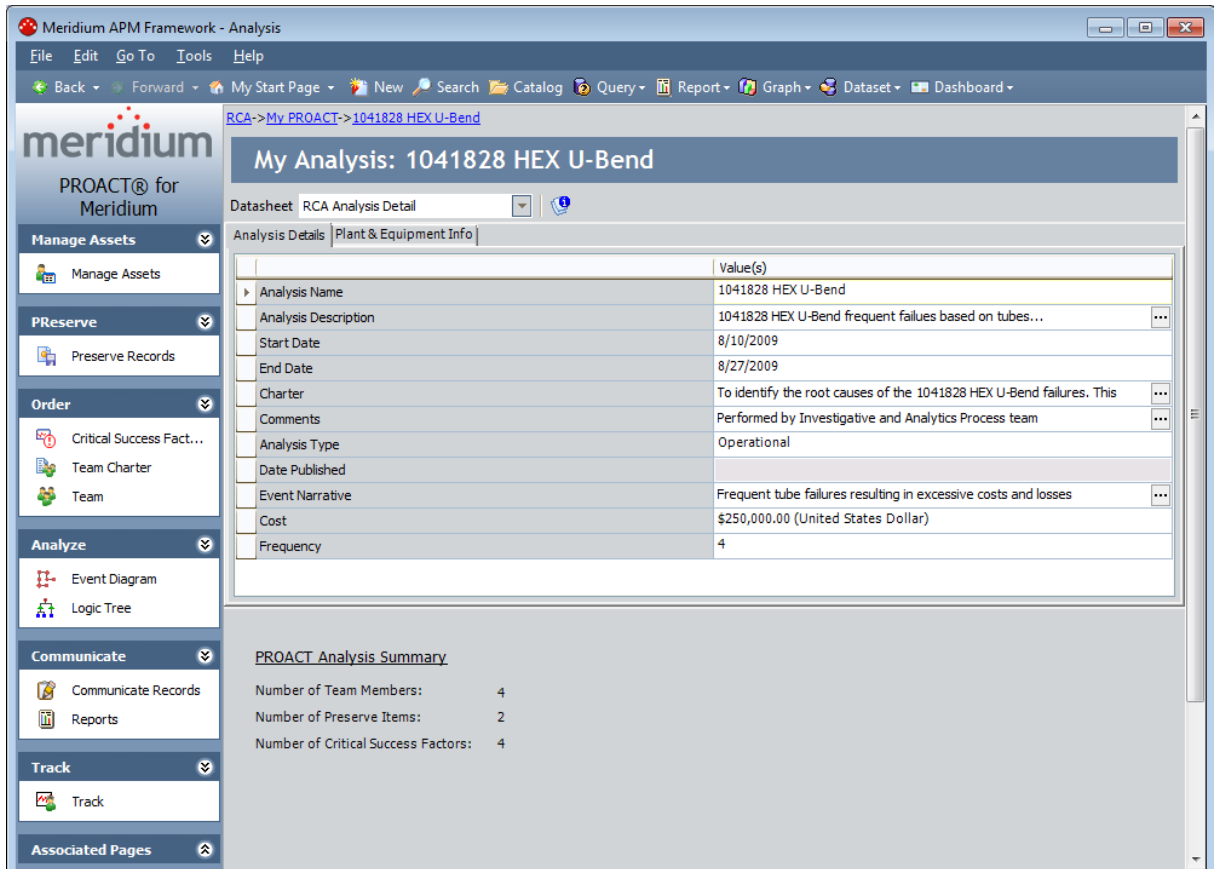 Meridium APM Framework - Analysis
File Edit Go To Tools Help
Back Forward My Start Page New Search Catalog Query Report Graph Dataset Dashboard
meridium
PROACT® for
Meridium
Manage Assets
Manage Assets
PReserve
Preserve Records
Order
Critical Success Fact...
Team Charter
Team
Analyze
Event Diagram
Logic Tree
Communicate
Communicate Records
Reports
Track
Track
Associated Pages
RCA->My PROACT->1041828 HEX U-Bend
My Analysis: 1041828 HEX U-Bend
Datasheet RCA Analysis Detail
Analysis Details Plant & Equipment Info
Value(s)
Analysis Name 1041828 HEX U-Bend
Analysis Description 1041828 HEX U-Bend frequent failues based on tubes... ...
Start Date 8/10/2009
End Date 8/27/2009
Charter To identify the root causes of the 1041828 HEX U-Bend failures. This ...
Comments Performed by Investigative and Analytics Process team ...
Analysis Type Operational
Date Published
Event Narrative Frequent tube failures resulting in excessive costs and losses ...
Cost $250,000.00 (United States Dollar)
Frequency 4
PROACT Analysis Summary
Number of Team Members: 4
Number of Preserve Items: 2
Number of Critical Success Factors: 4